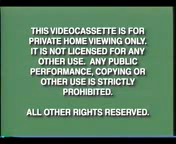 THIS VIDEOCASSETTE IS FOR
PRIVATE HOME VIEWING ONLY.
IT IS NOT LICENSED FOR ANY
OTHER USE. ANY PUBLIC
PERFORMANCE, COPYING OR
OTHER USE IS STRICTLY
PROHIBITED.
ALL OTHER RIGHTS RESERVED.